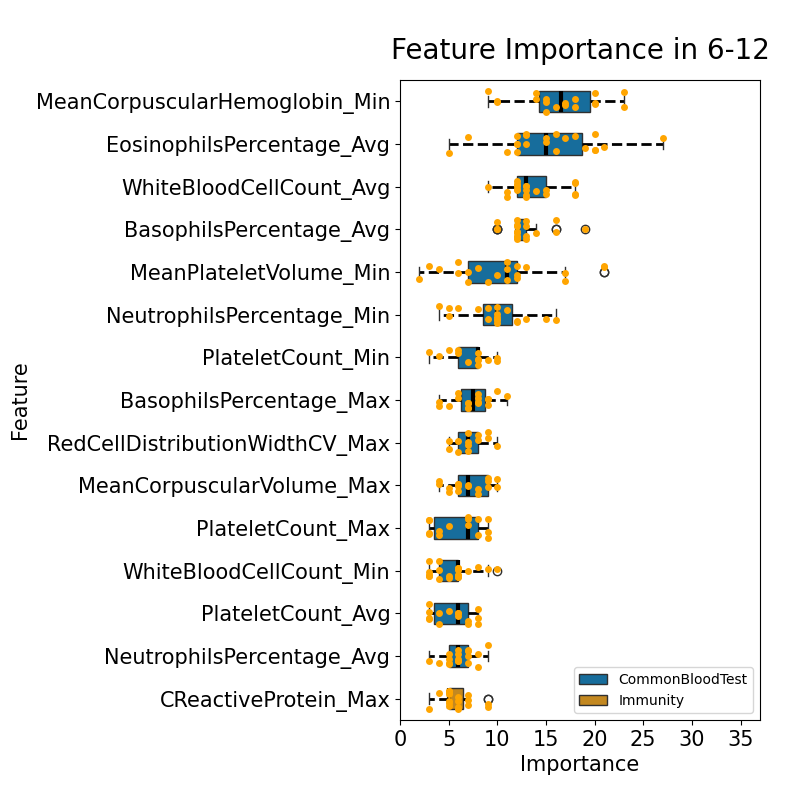 Feature Importance in 6-12
MeanCorpuscularHemoglobin_Min
EosinophilsPercentage_Avg
WhiteBloodCellCount_Avg
BasophilsPercentage_Avg
MeanPlateletVolume_Min
NeutrophilsPercentage_Min
PlateletCount_Min
BasophilsPercentage_Max
RedCellDistributionWidthCV_Max
MeanCorpuscularVolume_Max
PlateletCount_Max
WhiteBloodCellCount_Min
PlateletCount_Avg
NeutrophilsPercentage_Avg
CReactiveProtein_Max
Feature
CommonBloodTest
Immunity
0 5 10 15 20 25 30 35
Importance